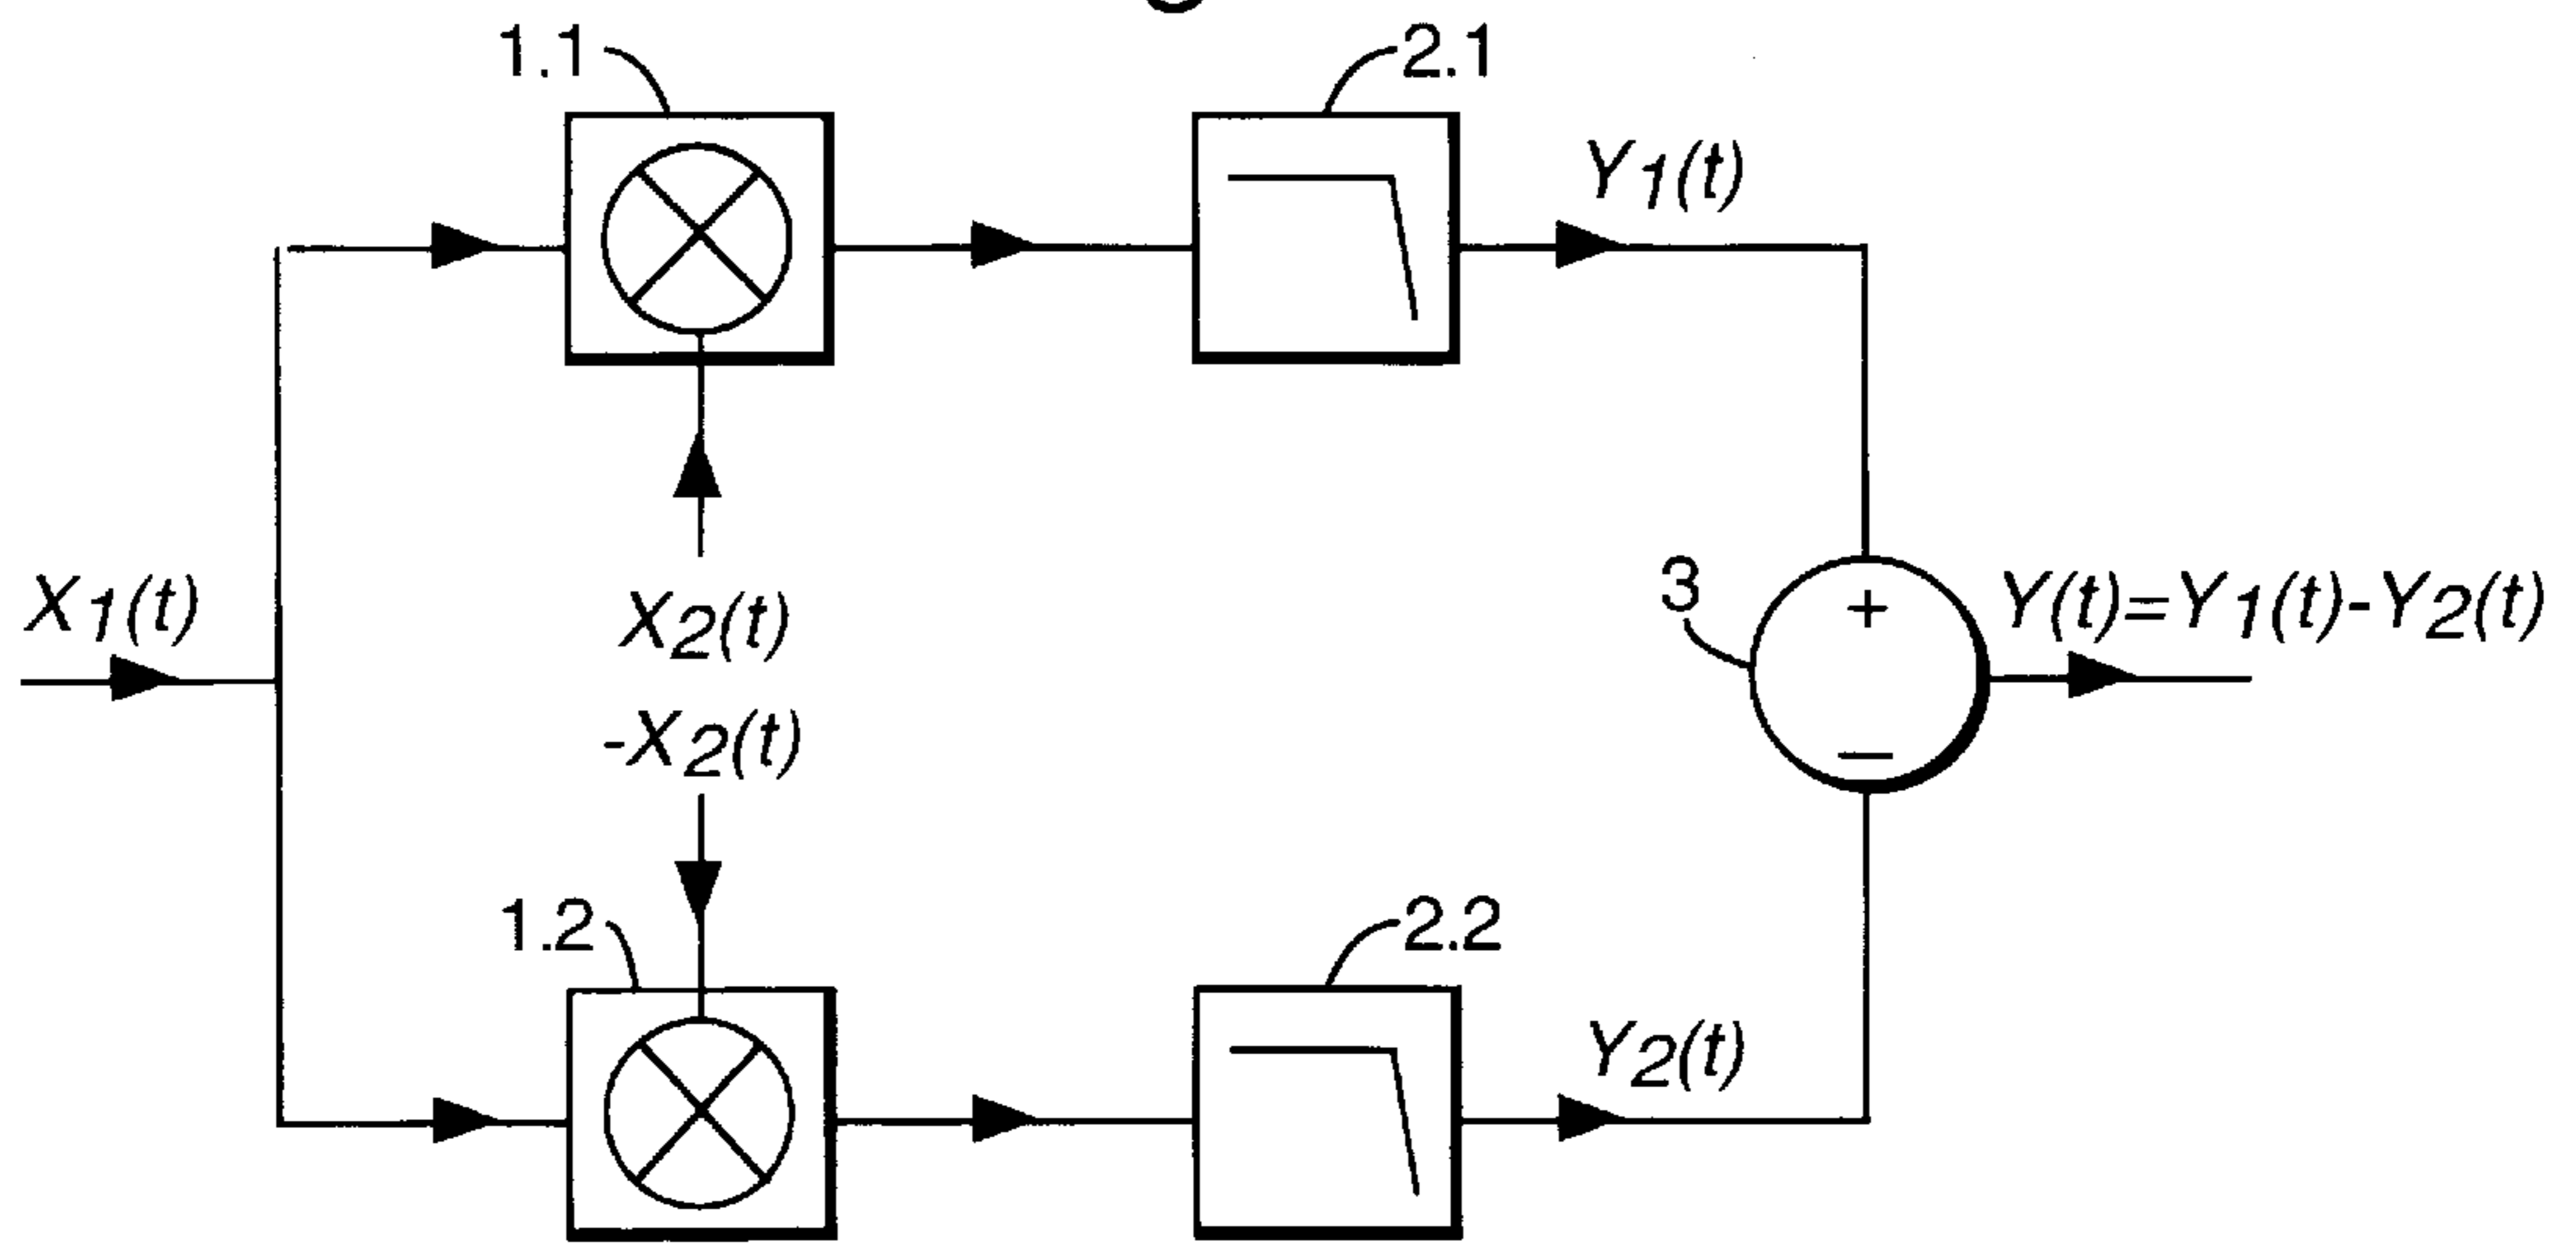 1.1
2.1
Y1(t)
X1(t)
X2(t)
3
+
Y(t)=Y1(t)-Y2(t)
-X2(t)
–
1.2
2.2
Y2(t)